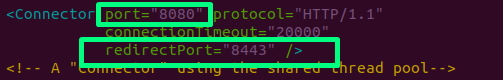 <Connector port="8080" protocol="HTTP/1.1"
connectionTimeout="20000"
redirectPort="8443" />
<!-- A "Connector" using the shared thread pool-->